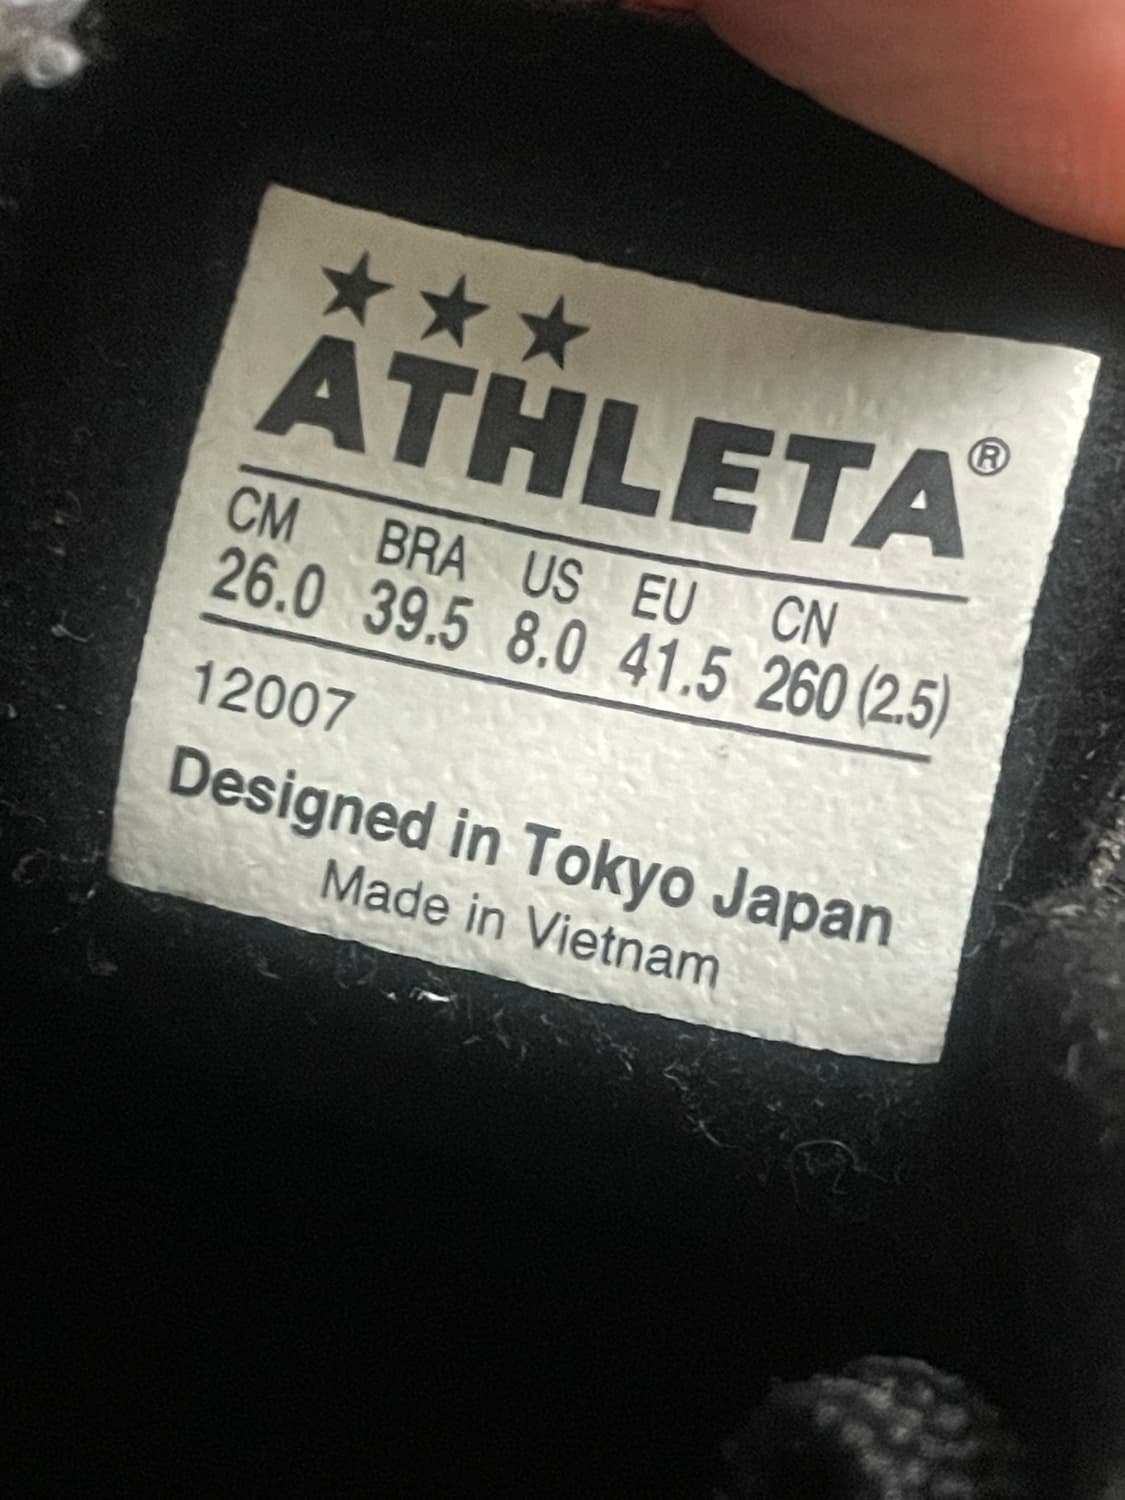 ★★★
ATHLETA®
CM BRA US EU CN
26.0 39.5 8.0 41.5 260 (2.5)
12007
Designed in Tokyo Japan
Made in Vietnam